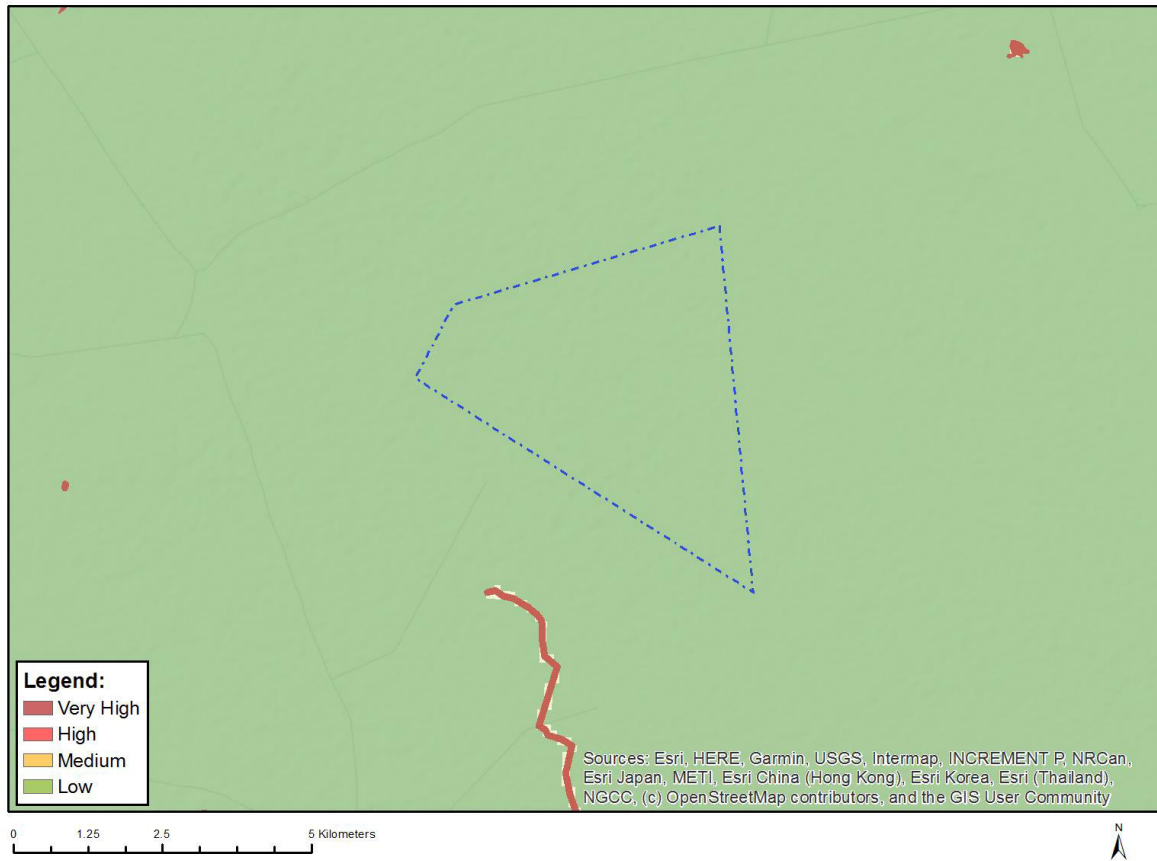 Legend:
Very High
High
Medium
Low
Sources: Esri, HERE, Garmin, USGS, Intermap, INCREMENT P, NRCan,
Esri Japan, METI, Esri China (Hong Kong), Esri Korea, Esri (Thailand),
NGCC, (c) OpenStreetMap contributors, and the GIS User Community
0 1.25 2.5 5 Kilometers
N